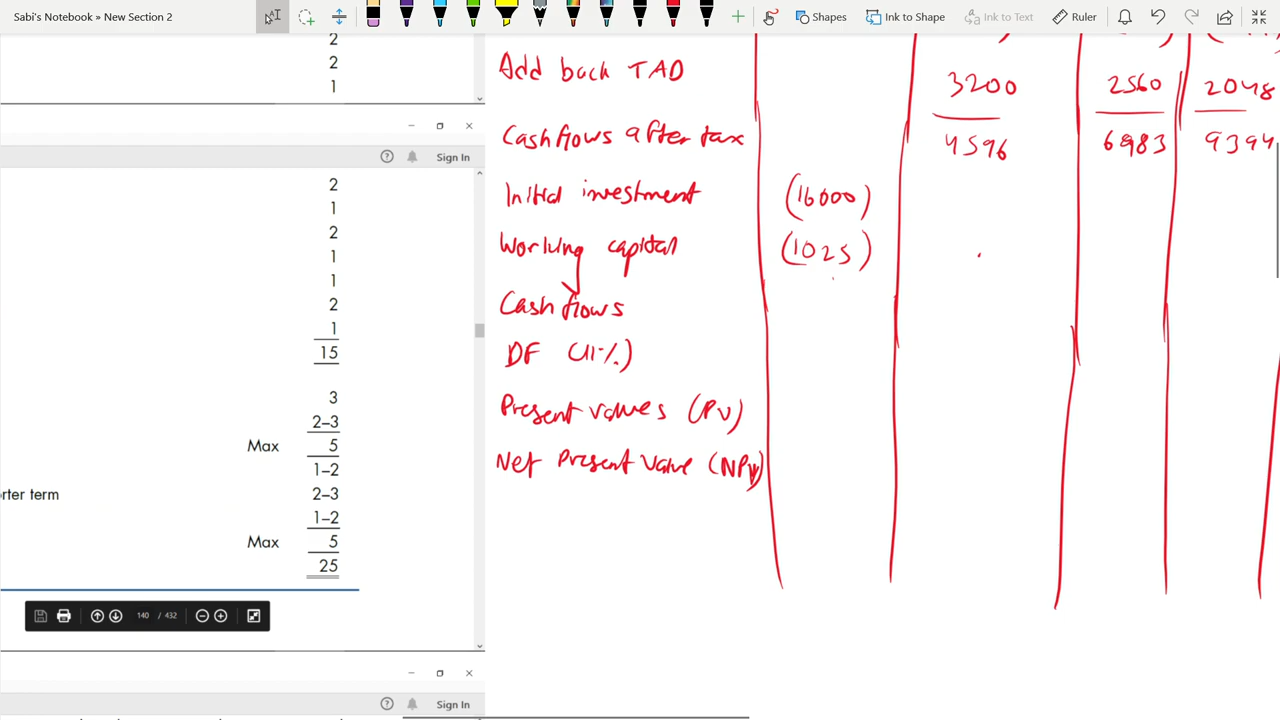 Sabi's Notebook » New Section 2
Shapes
Ink to Shape
Ink to Text
Ruler
2
2
1
Sign In
2
1
2
1
1
2
1
15
3
2–3
Max 5
1–2
rter term 2–3
1–2
Max 5
25
140 / 432
Sign In
Add back TAD 3200 2560 2048
Cashflows after tax 4596 6983 9394
Initial investment (16000)
Working capital (1025)
Cash flows
DF (11%)
Present values (PV)
Net Present Value (NPV)